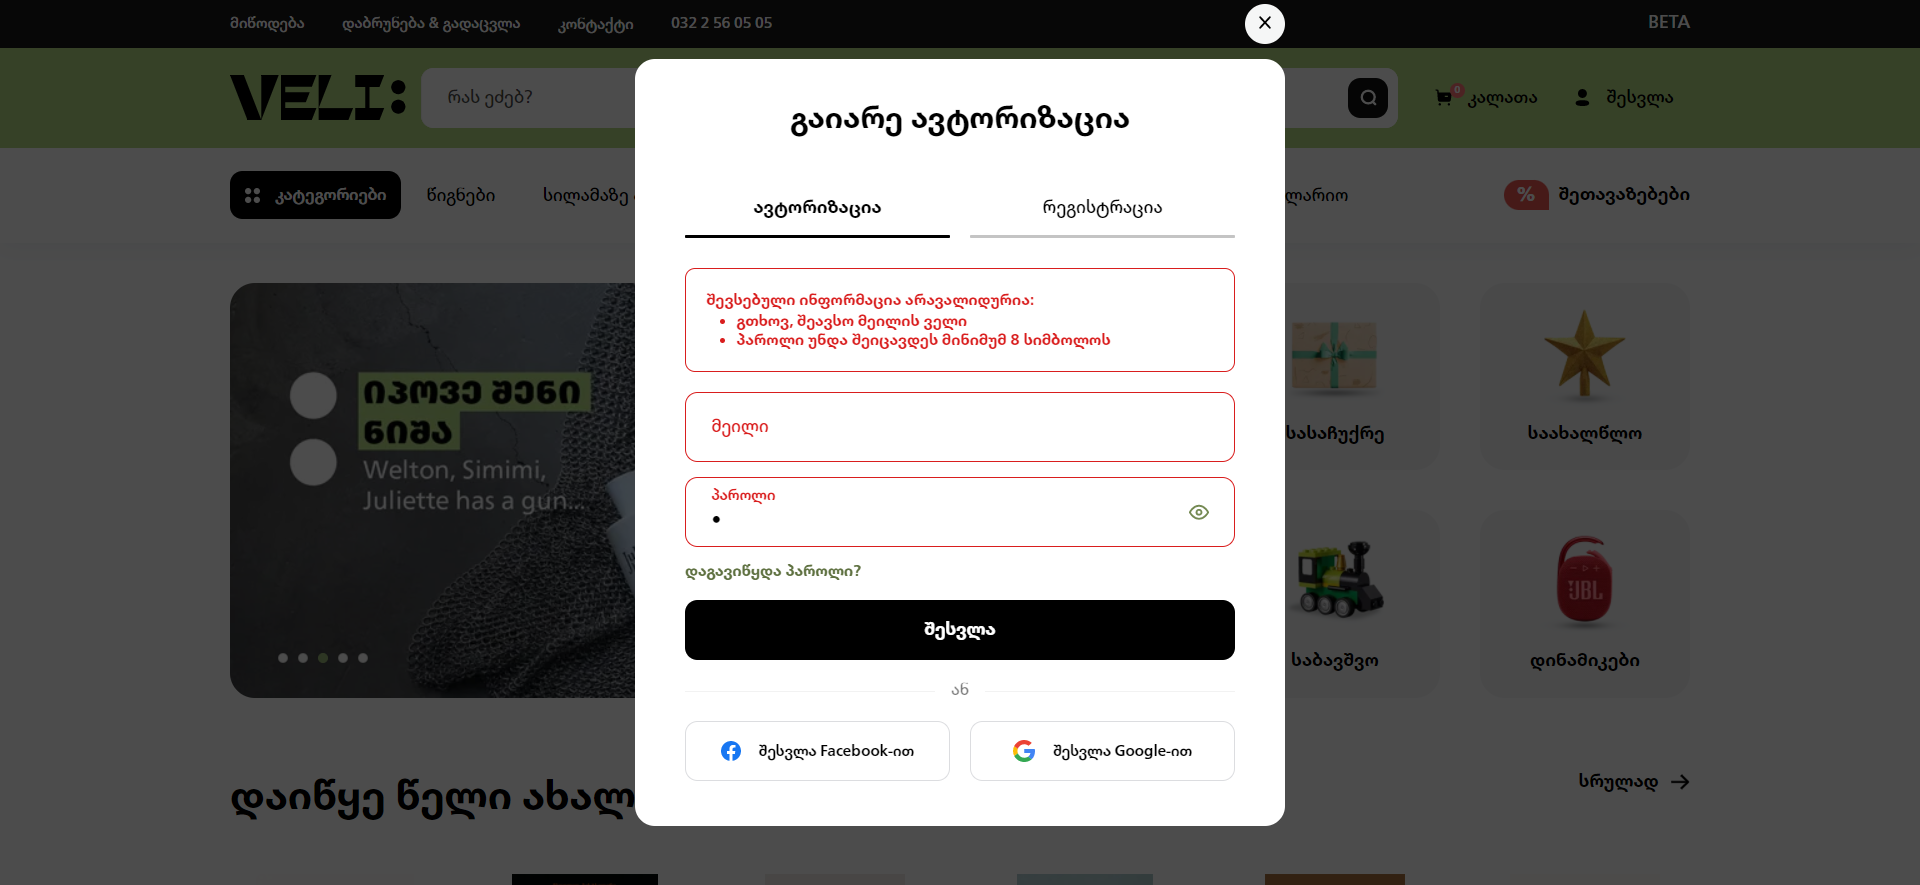 მიწოდება
დაბრუნება & გადაცვლა
კონტაქტი
032 2 56 05 05
BETA
VELI:
რას ეძებ?
0
კალათა
შესვლა
კატეგორიები
წიგნები
სილამაზე
ლარიო
%
შეთავაზებები
გაიარე ავტორიზაცია
ავტორიზაცია
რეგისტრაცია
შევსებული ინფორმაცია არავალიდურია:
• გთხოვ, შეავსო მეილის ველი
• პაროლი უნდა შეიცავდეს მინიმუმ 8 სიმბოლოს
მეილი
პაროლი
დაგავიწყდა პაროლი?
შესვლა
ან
შესვლა Facebook-ით
შესვლა Google-ით
იპოვე შენი
ნიშა
Welton, Simimi,
Juliette has a gun...
სასაჩუქრე
საახალწლო
საბავშვო
JBL
დინამიკები
დაიწყე წელი ახალ
სრულად